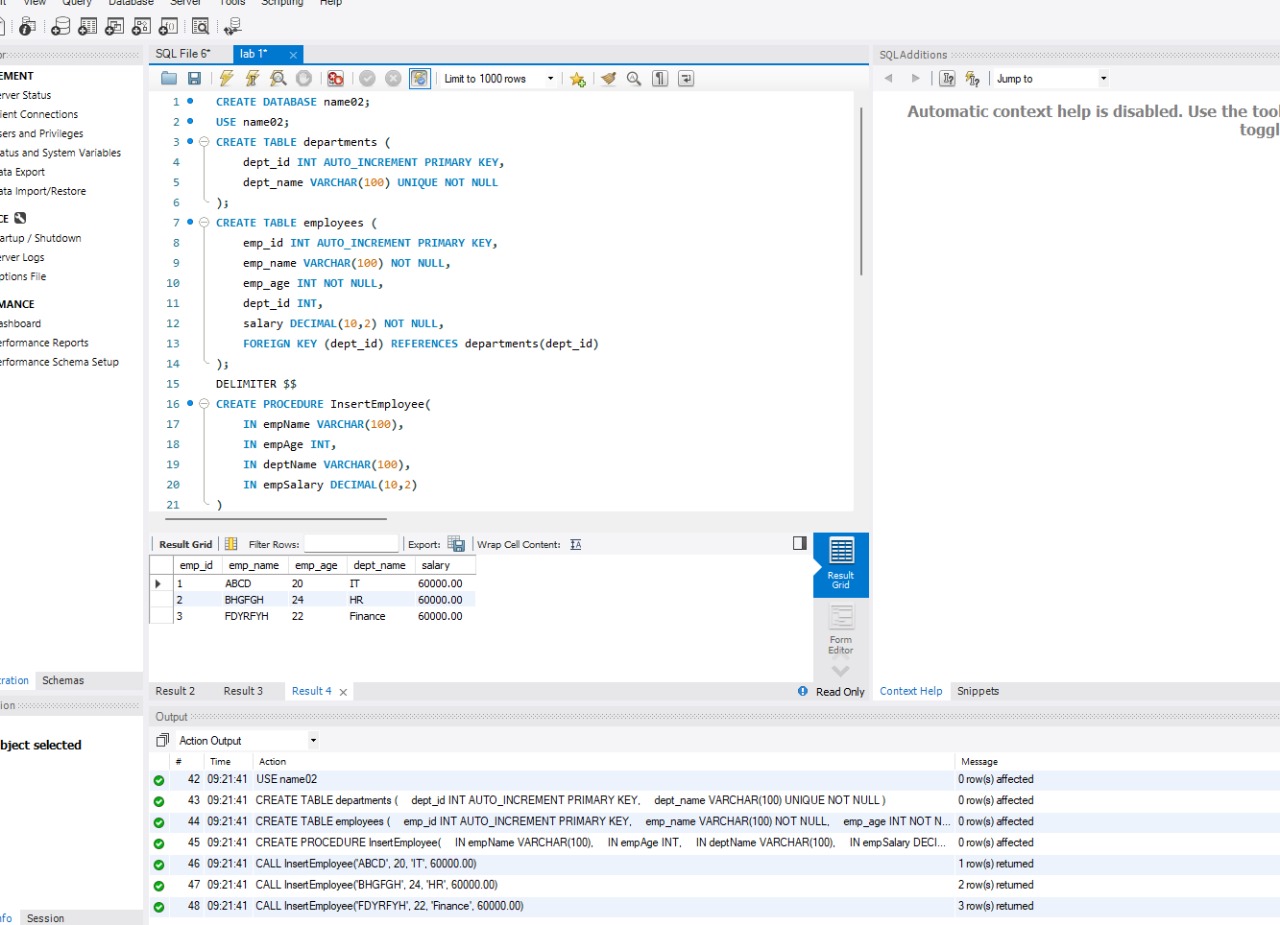 View Query Database Server Tools Scripting Help
SQL File 6* lab 1*
Limit to 1000 rows
1 CREATE DATABASE name02;
2 USE name02;
3 CREATE TABLE departments (
4 dept_id INT AUTO_INCREMENT PRIMARY KEY,
5 dept_name VARCHAR(100) UNIQUE NOT NULL
6 );
7 CREATE TABLE employees (
8 emp_id INT AUTO_INCREMENT PRIMARY KEY,
9 emp_name VARCHAR(100) NOT NULL,
10 emp_age INT NOT NULL,
11 dept_id INT,
12 salary DECIMAL(10,2) NOT NULL,
13 FOREIGN KEY (dept_id) REFERENCES departments(dept_id)
14 );
15 DELIMITER $$
16 CREATE PROCEDURE InsertEmployee(
17 IN empName VARCHAR(100),
18 IN empAge INT,
19 IN deptName VARCHAR(100),
20 IN empSalary DECIMAL(10,2)
21 )
EMENT
erver Status
ient Connections
sers and Privileges
tatus and System Variables
ata Export
ata Import/Restore
CE
artup / Shutdown
erver Logs
ptions File
MANCE
ashboard
erformance Reports
erformance Schema Setup
ration Schemas
ion
bject selected
nfo Session
Result Grid Filter Rows: Export: Wrap Cell Content:
emp_id emp_name emp_age dept_name salary
1 ABCD 20 IT 60000.00
2 BHGFGH 24 HR 60000.00
3 FDYRFYH 22 Finance 60000.00
Result
Grid
Form
Editor
Result 2 Result 3 Result 4 Read Only
SQLAdditions
Jump to
Automatic context help is disabled. Use the tool
toggl
Context Help Snippets
Output
Action Output
# Time Action Message
42 09:21:41 USE name02 0 row(s) affected
43 09:21:41 CREATE TABLE departments ( dept_id INT AUTO_INCREMENT PRIMARY KEY, dept_name VARCHAR(100) UNIQUE NOT NULL ) 0 row(s) affected
44 09:21:41 CREATE TABLE employees ( emp_id INT AUTO_INCREMENT PRIMARY KEY, emp_name VARCHAR(100) NOT NULL, emp_age INT NOT N... 0 row(s) affected
45 09:21:41 CREATE PROCEDURE InsertEmployee( IN empName VARCHAR(100), IN empAge INT, IN deptName VARCHAR(100), IN empSalary DECI... 0 row(s) affected
46 09:21:41 CALL InsertEmployee('ABCD', 20, 'IT', 60000.00) 1 row(s) returned
47 09:21:41 CALL InsertEmployee('BHGFGH', 24, 'HR', 60000.00) 2 row(s) returned
48 09:21:41 CALL InsertEmployee('FDYRFYH', 22, 'Finance', 60000.00) 3 row(s) returned